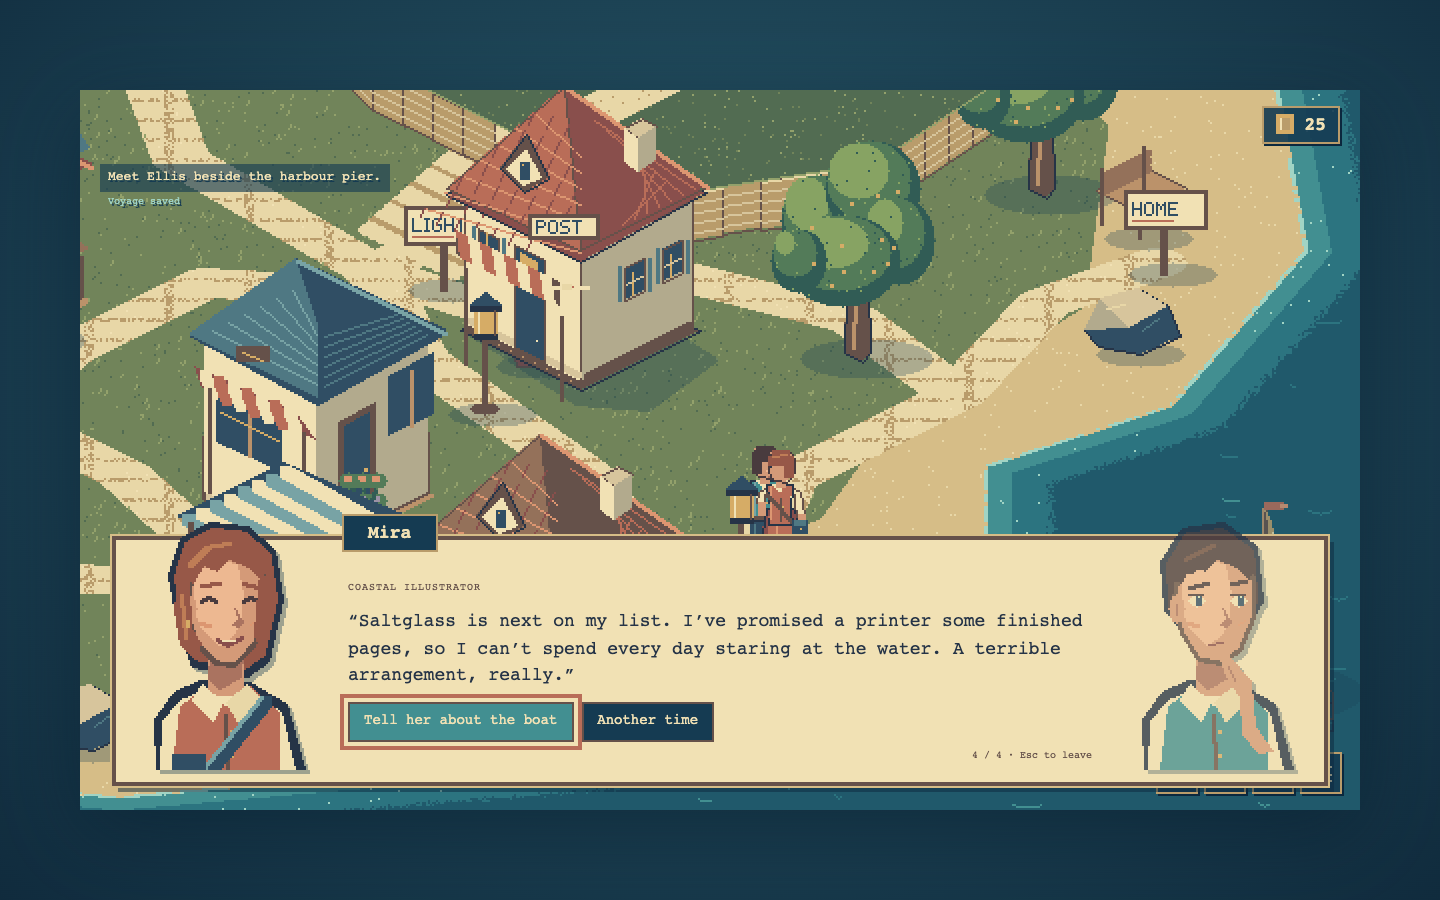 25
Meet Ellis beside the harbour pier.
Voyage saved
HOME
LIGH
POST
Mira
COASTAL ILLUSTRATOR
“Saltglass is next on my list. I’ve promised a printer some finished
pages, so I can’t spend every day staring at the water. A terrible
arrangement, really.”
Tell her about the boat
Another time
4 / 4 · Esc to leave